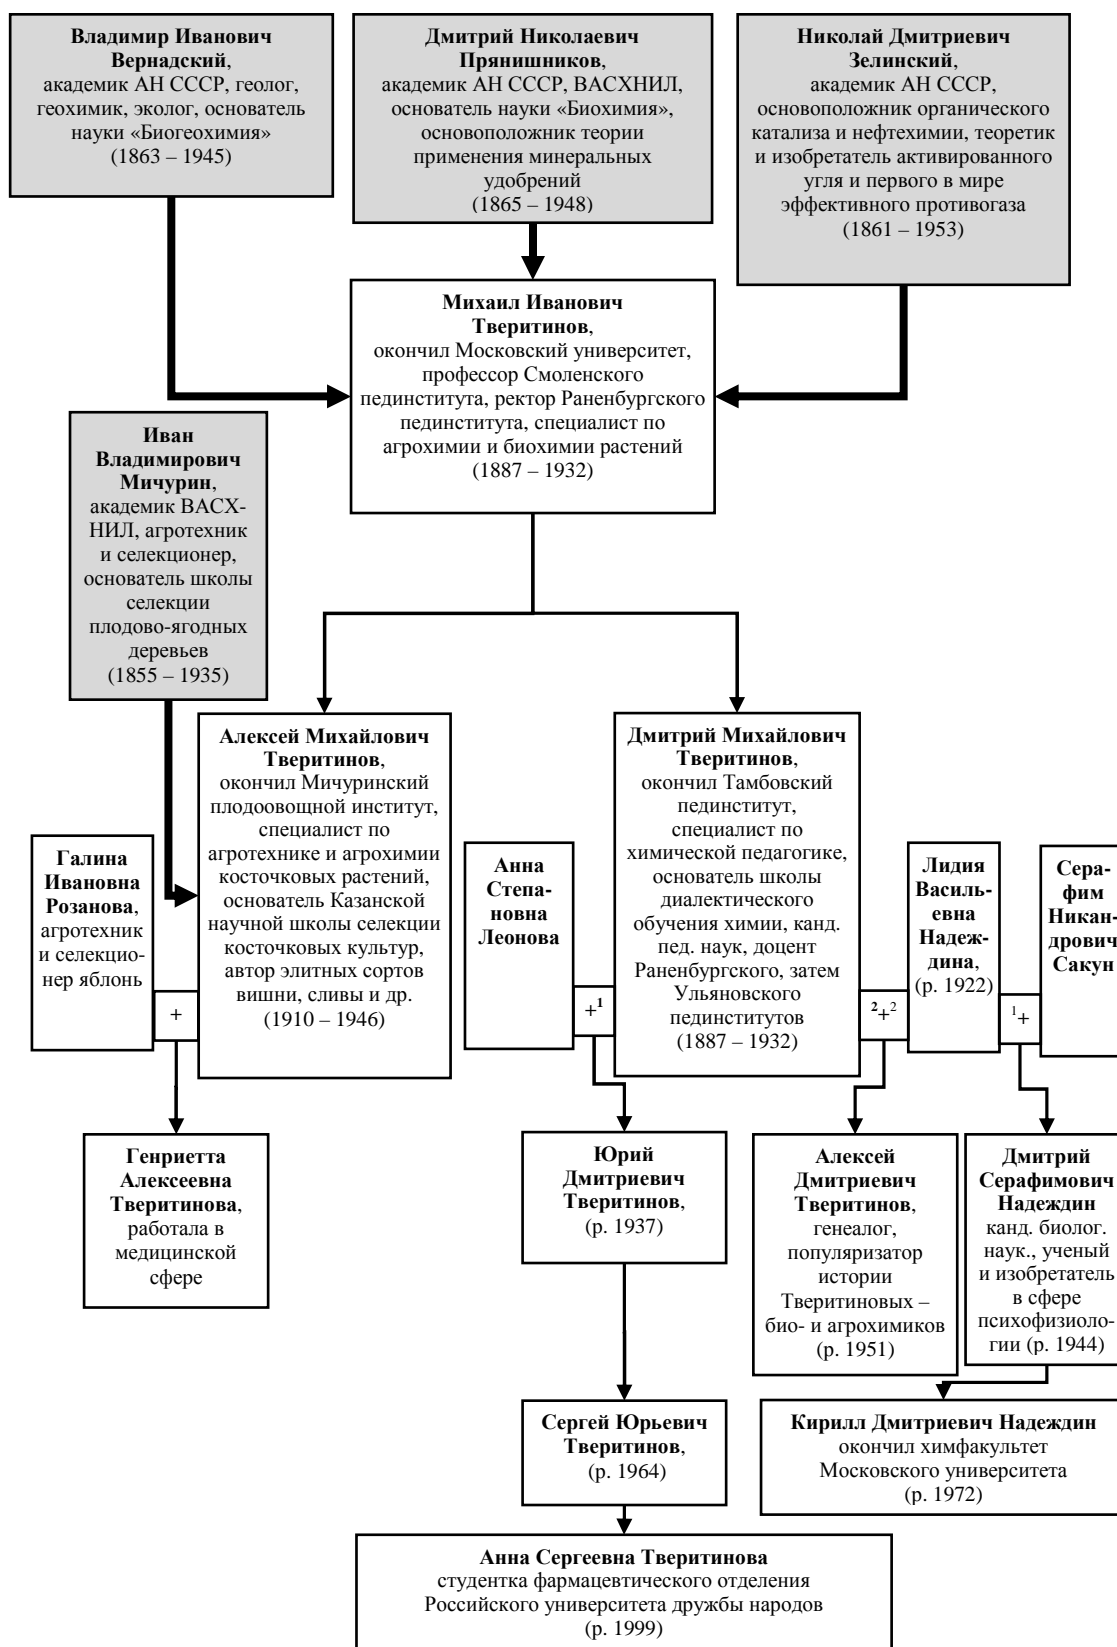 Владимир Иванович
Вернадский,
академик АН СССР, геолог,
геохимик, эколог, основатель
науки «Биогеохимия»
(1863 – 1945)
Дмитрий Николаевич
Прянишников,
академик АН СССР, ВАСХНИЛ,
основатель науки «Биохимия»,
основоположник теории
применения минеральных
удобрений
(1865 – 1948)
Николай Дмитриевич
Зелинский,
академик АН СССР,
основоположник органического
катализа и нефтехимии, теоретик
и изобретатель активированного
угля и первого в мире
эффективного противогаза
(1861 – 1953)
Михаил Иванович
Тверитинов,
окончил Московский университет,
профессор Смоленского
пединститута, ректор Раненбургского
пединститута, специалист по
агрохимии и биохимии растений
(1887 – 1932)
Иван
Владимирович
Мичурин,
академик ВАСХ-
НИЛ, агротехник
и селекционер,
основатель школы
селекции
плодово-ягодных
деревьев
(1855 – 1935)
Галина
Ивановна
Розанова,
агротехник
и селекцио-
нер яблонь
+
Алексей Михайлович
Тверитинов,
окончил Мичуринский
плодоовощной институт,
специалист по
агротехнике и агрохимии
косточковых растений,
основатель Казанской
научной школы селекции
косточковых культур,
автор элитных сортов
вишни, сливы и др.
(1910 – 1946)
Анна
Степа-
новна
Леонова
+¹
Дмитрий Михайлович
Тверитинов,
окончил Тамбовский
пединститут,
специалист по
химической педагогике,
основатель школы
диалектического
обучения химии, канд.
пед. наук, доцент
Раненбургского, затем
Ульяновского
пединститутов
(1887 – 1932)
²+²
Лидия
Василь-
евна
Надеж-
дина,
(р. 1922)
¹+
Сера-
фим
Никан-
дрович
Сакун
Генриетта
Алексеевна
Тверитинова,
работала в
медицинской
сфере
Юрий
Дмитриевич
Тверитинов,
(р. 1937)
Алексей
Дмитриевич
Тверитинов,
генеалог,
популяризатор
истории
Тверитиновых –
био- и агрохимиков
(р. 1951)
Дмитрий
Серафимович
Надеждин
канд. биолог.
наук., ученый
и изобретатель
в сфере
психофизиоло-
гии (р. 1944)
Сергей Юрьевич
Тверитинов,
(р. 1964)
Кирилл Дмитриевич Надеждин
окончил химфакультет
Московского университета
(р. 1972)
Анна Сергеевна Тверитинова
студентка фармацевтического отделения
Российского университета дружбы народов
(р. 1999)